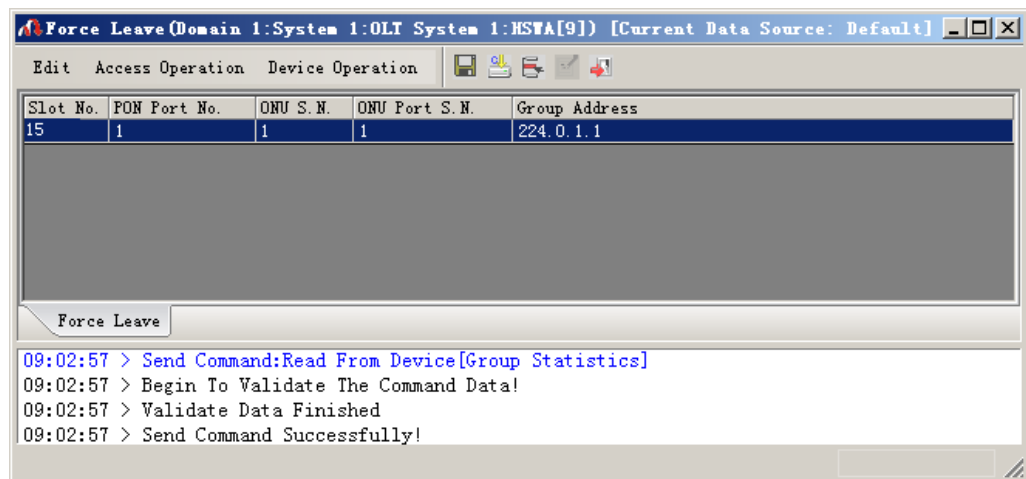 Force Leave(Domain 1:System 1:OLT System 1:HSWA[9]) [Current Data Source: Default]
Edit Access Operation Device Operation
Slot No. PON Port No. ONU S.N. ONU Port S.N. Group Address
15 1 1 1 224.0.1.1
Force Leave
09:02:57 > Send Command:Read From Device[Group Statistics]
09:02:57 > Begin To Validate The Command Data!
09:02:57 > Validate Data Finished
09:02:57 > Send Command Successfully!